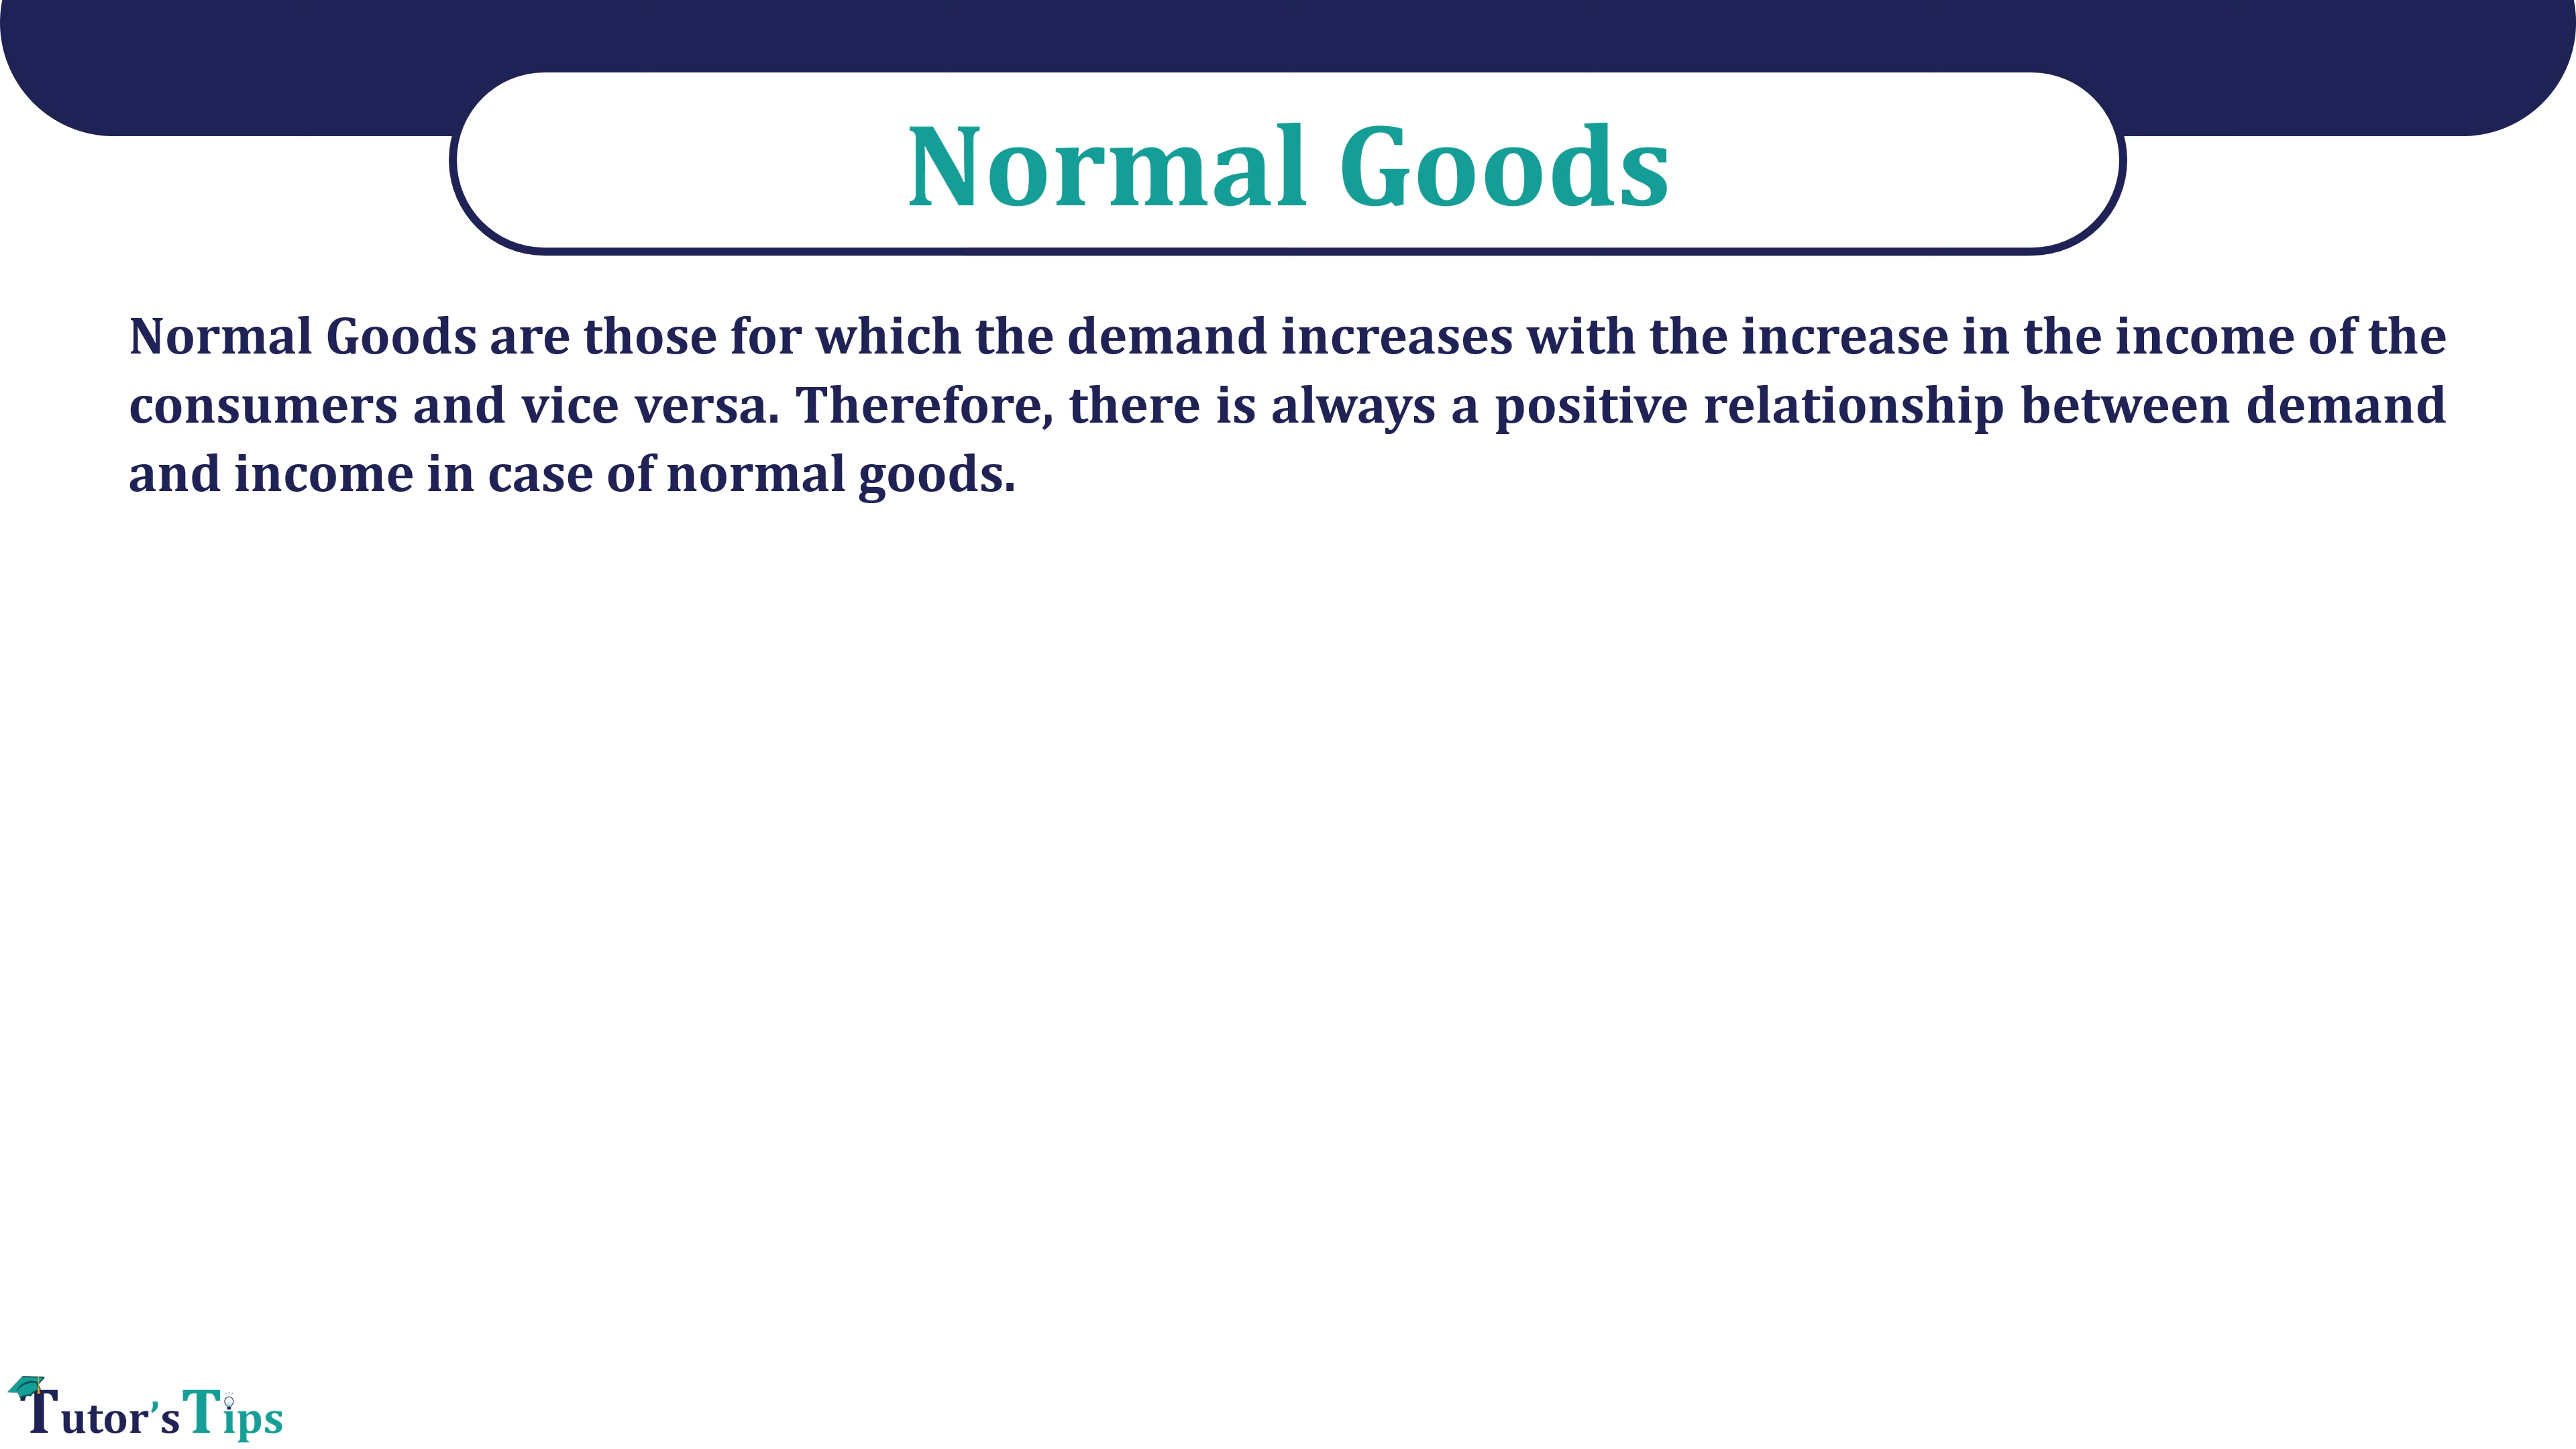 Normal Goods
Normal Goods are those for which the demand increases with the increase in the income of the
consumers and vice versa. Therefore, there is always a positive relationship between demand
and income in case of normal goods.
Tutor’s Tips